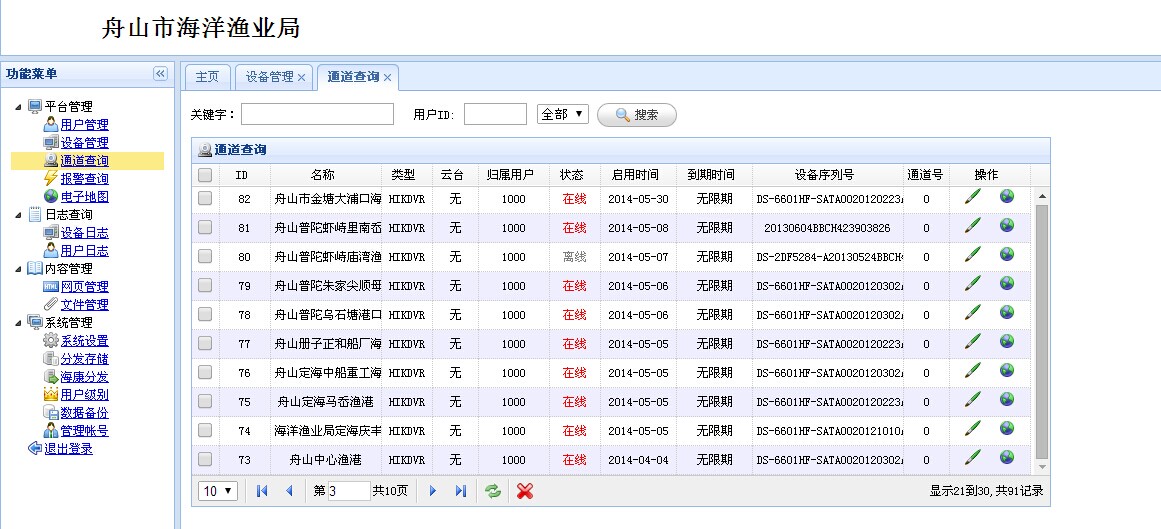 舟山市海洋渔业局
功能菜单
平台管理
用户管理
设备管理
通道查询
报警查询
电子地图
日志查询
设备日志
用户日志
内容管理
网页管理
文件管理
系统管理
系统设置
分发存储
海康分发
用户级别
数据备份
管理帐号
退出登录
主页 设备管理 通道查询
关键字： 用户ID: 全部 搜索
通道查询
ID 名称 类型 云台 归属用户 状态 启用时间 到期时间 设备序列号 通道号 操作
82 舟山市金塘大浦口海 HIKDVR 无 1000 在线 2014-05-30 无限期 DS-6601HF-SATA0020120223 0
81 舟山普陀虾峙里南岙 HIKDVR 无 1000 在线 2014-05-08 无限期 20130604BBCH423903826 0
80 舟山普陀虾峙庙湾渔 HIKDVR 无 1000 离线 2014-05-07 无限期 DS-2DF5284-A20130524BBCH 0
79 舟山普陀朱家尖顺母 HIKDVR 无 1000 在线 2014-05-06 无限期 DS-6601HF-SATA0020120302 0
78 舟山普陀乌石塘港口 HIKDVR 无 1000 在线 2014-05-06 无限期 DS-6601HF-SATA0020120302 0
77 舟山册子正和船厂海 HIKDVR 无 1000 在线 2014-05-05 无限期 DS-6601HF-SATA0020120302 0
76 舟山定海中船重工海 HIKDVR 无 1000 在线 2014-05-05 无限期 DS-6601HF-SATA0020120302 0
75 舟山定海马岙渔港 HIKDVR 无 1000 在线 2014-05-05 无限期 DS-6601HF-SATA0020120223 0
74 海洋渔业局定海庆丰 HIKDVR 无 1000 在线 2014-05-05 无限期 DS-6601HF-SATA0020121010 0
73 舟山中心渔港 HIKDVR 无 1000 在线 2014-04-04 无限期 DS-6601HF-SATA0020120302 0
10 第 3 共10页 显示21到30, 共91记录